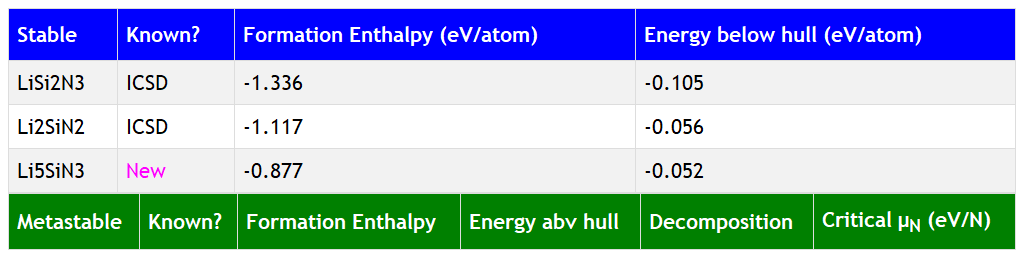 Stable Known? Formation Enthalpy (eV/atom) Energy below hull (eV/atom)
LiSi2N3 ICSD -1.336 -0.105
Li2SiN2 ICSD -1.117 -0.056
Li5SiN3 New -0.877 -0.052
Metastable Known? Formation Enthalpy Energy abv hull Decomposition Critical μN (eV/N)